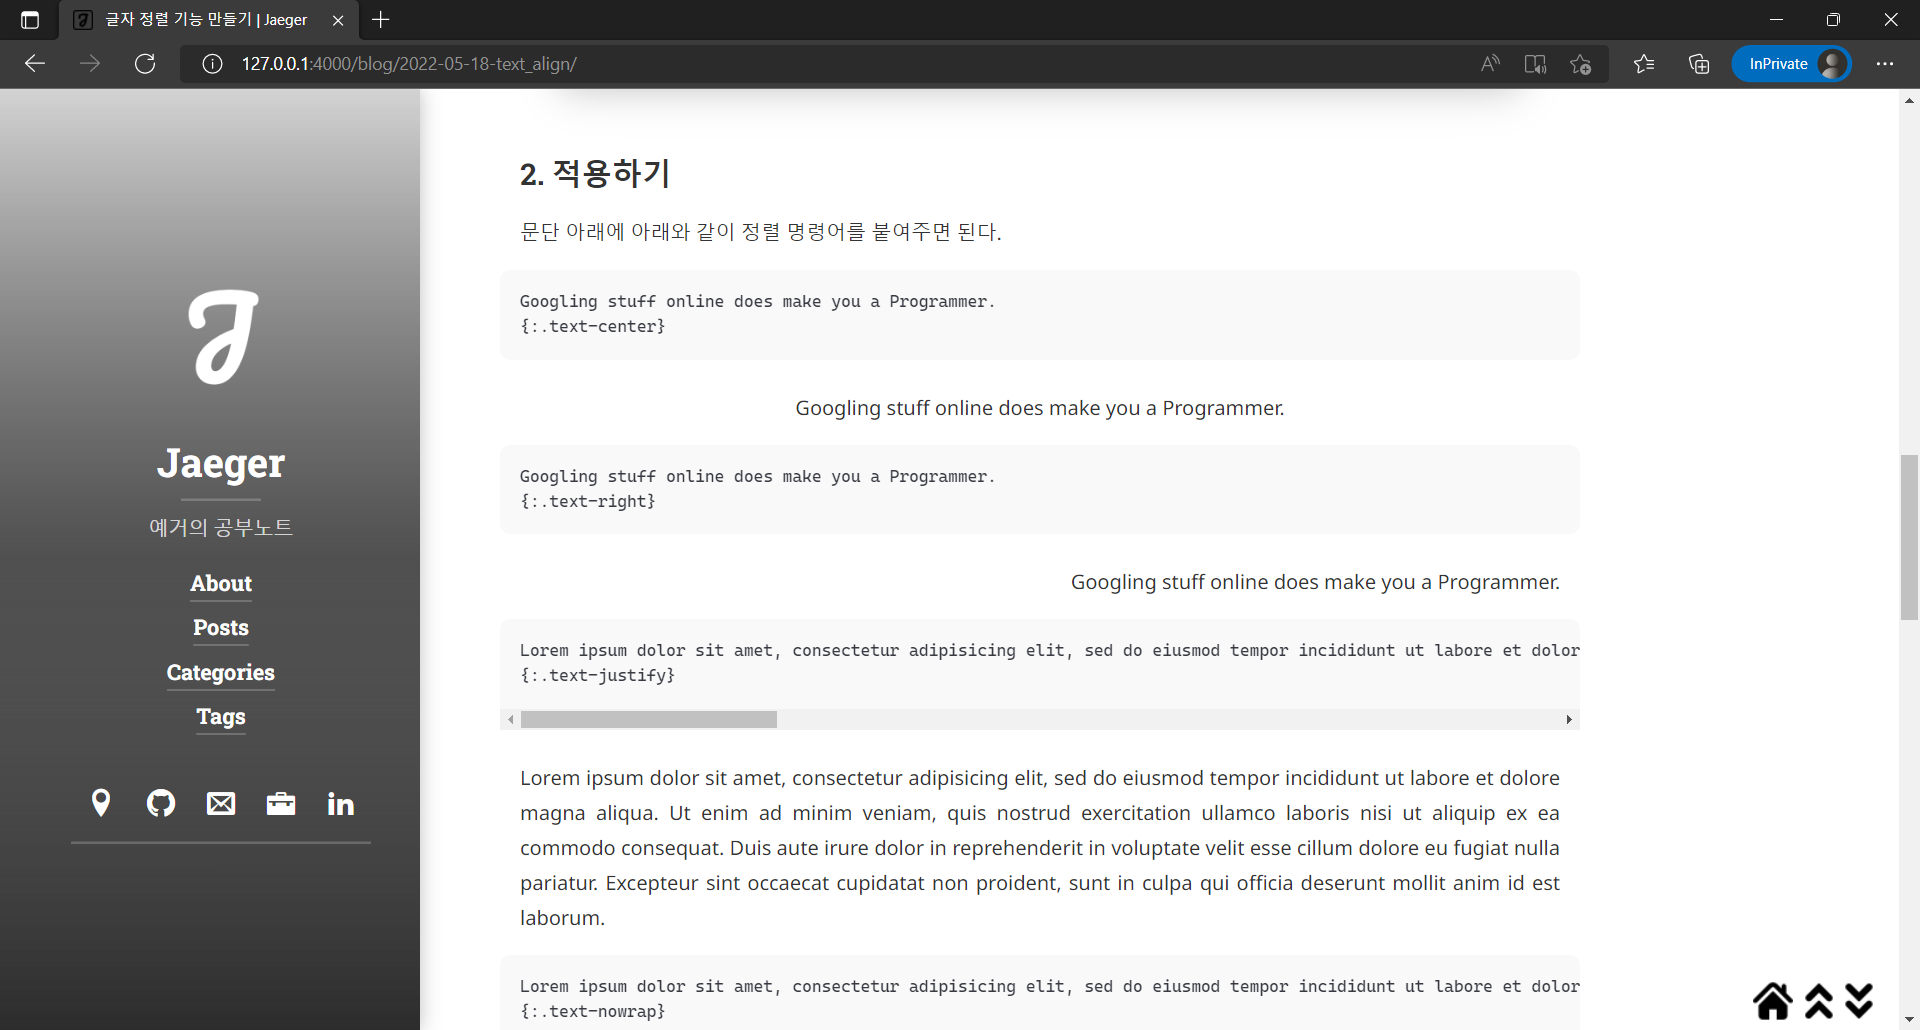 글자 정렬 기능 만들기 | Jaeger
127.0.0.1:4000/blog/2022-05-18-text_align/
InPrivate
Jaeger
예거의 공부노트
About
Posts
Categories
Tags
2. 적용하기
문단 아래에 아래와 같이 정렬 명령어를 붙여주면 된다.
Googling stuff online does make you a Programmer.
{:.text-center}
Googling stuff online does make you a Programmer.
Googling stuff online does make you a Programmer.
{:.text-right}
Googling stuff online does make you a Programmer.
Lorem ipsum dolor sit amet, consectetur adipisicing elit, sed do eiusmod tempor incididunt ut labore et dolor
{:.text-justify}
Lorem ipsum dolor sit amet, consectetur adipisicing elit, sed do eiusmod tempor incididunt ut labore et dolore
magna aliqua. Ut enim ad minim veniam, quis nostrud exercitation ullamco laboris nisi ut aliquip ex ea
commodo consequat. Duis aute irure dolor in reprehenderit in voluptate velit esse cillum dolore eu fugiat nulla
pariatur. Excepteur sint occaecat cupidatat non proident, sunt in culpa qui officia deserunt mollit anim id est
laborum.
Lorem ipsum dolor sit amet, consectetur adipisicing elit, sed do eiusmod tempor incididunt ut labore et dolor
{:.text-nowrap}